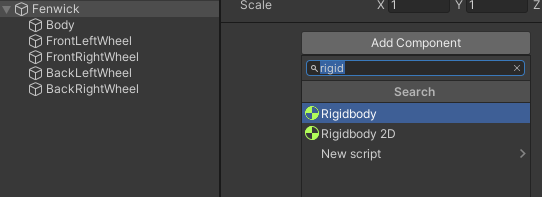 Fenwick
Body
FrontLeftWheel
FrontRightWheel
BackLeftWheel
BackRightWheel
Scale X 1 Y 1 Z
Add Component
rigid
Search
Rigidbody
Rigidbody 2D
New script